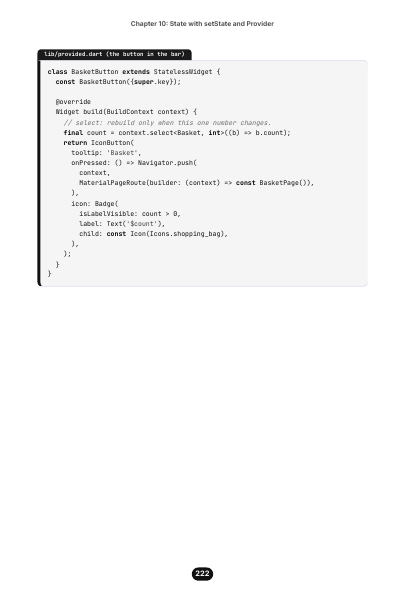 Chapter 10: State with setState and Provider
lib/provided.dart (the button in the bar)
class BasketButton extends StatelessWidget {
  const BasketButton({super.key});

  @override
  Widget build(BuildContext context) {
    // select: rebuild only when this one number changes.
    final count = context.select<Basket, int>((b) => b.count);
    return IconButton(
      tooltip: 'Basket',
      onPressed: () => Navigator.push(
        context,
        MaterialPageRoute(builder: (context) => const BasketPage()),
      ),
      icon: Badge(
        isLabelVisible: count > 0,
        label: Text('$count'),
        child: const Icon(Icons.shopping_bag),
      ),
    );
  }
}
222